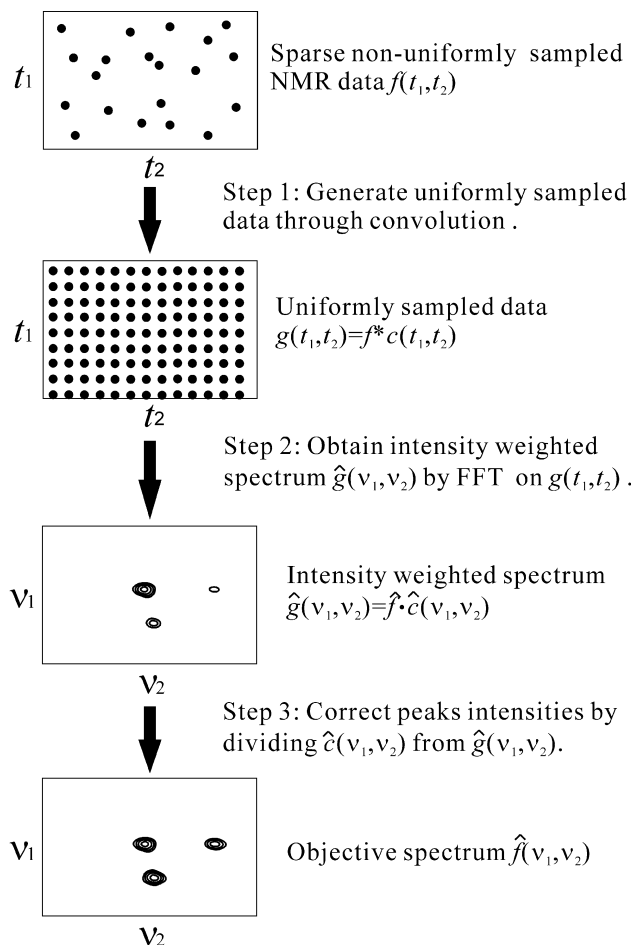 Sparse non-uniformly sampled
NMR data f(t₁,t₂)
t₁
t₂
Step 1: Generate uniformly sampled
data through convolution .
Uniformly sampled data
g(t₁,t₂)=f*c(t₁,t₂)
t₁
t₂
Step 2: Obtain intensity weighted
spectrum ĝ(ν₁,ν₂) by FFT on g(t₁,t₂) .
Intensity weighted spectrum
ĝ(ν₁,ν₂)=f̂·ĉ(ν₁,ν₂)
ν₁
ν₂
Step 3: Correct peaks intensities by
dividing ĉ(ν₁,ν₂) from ĝ(ν₁,ν₂).
ν₁
Objective spectrum f̂(ν₁,ν₂)
ν₂